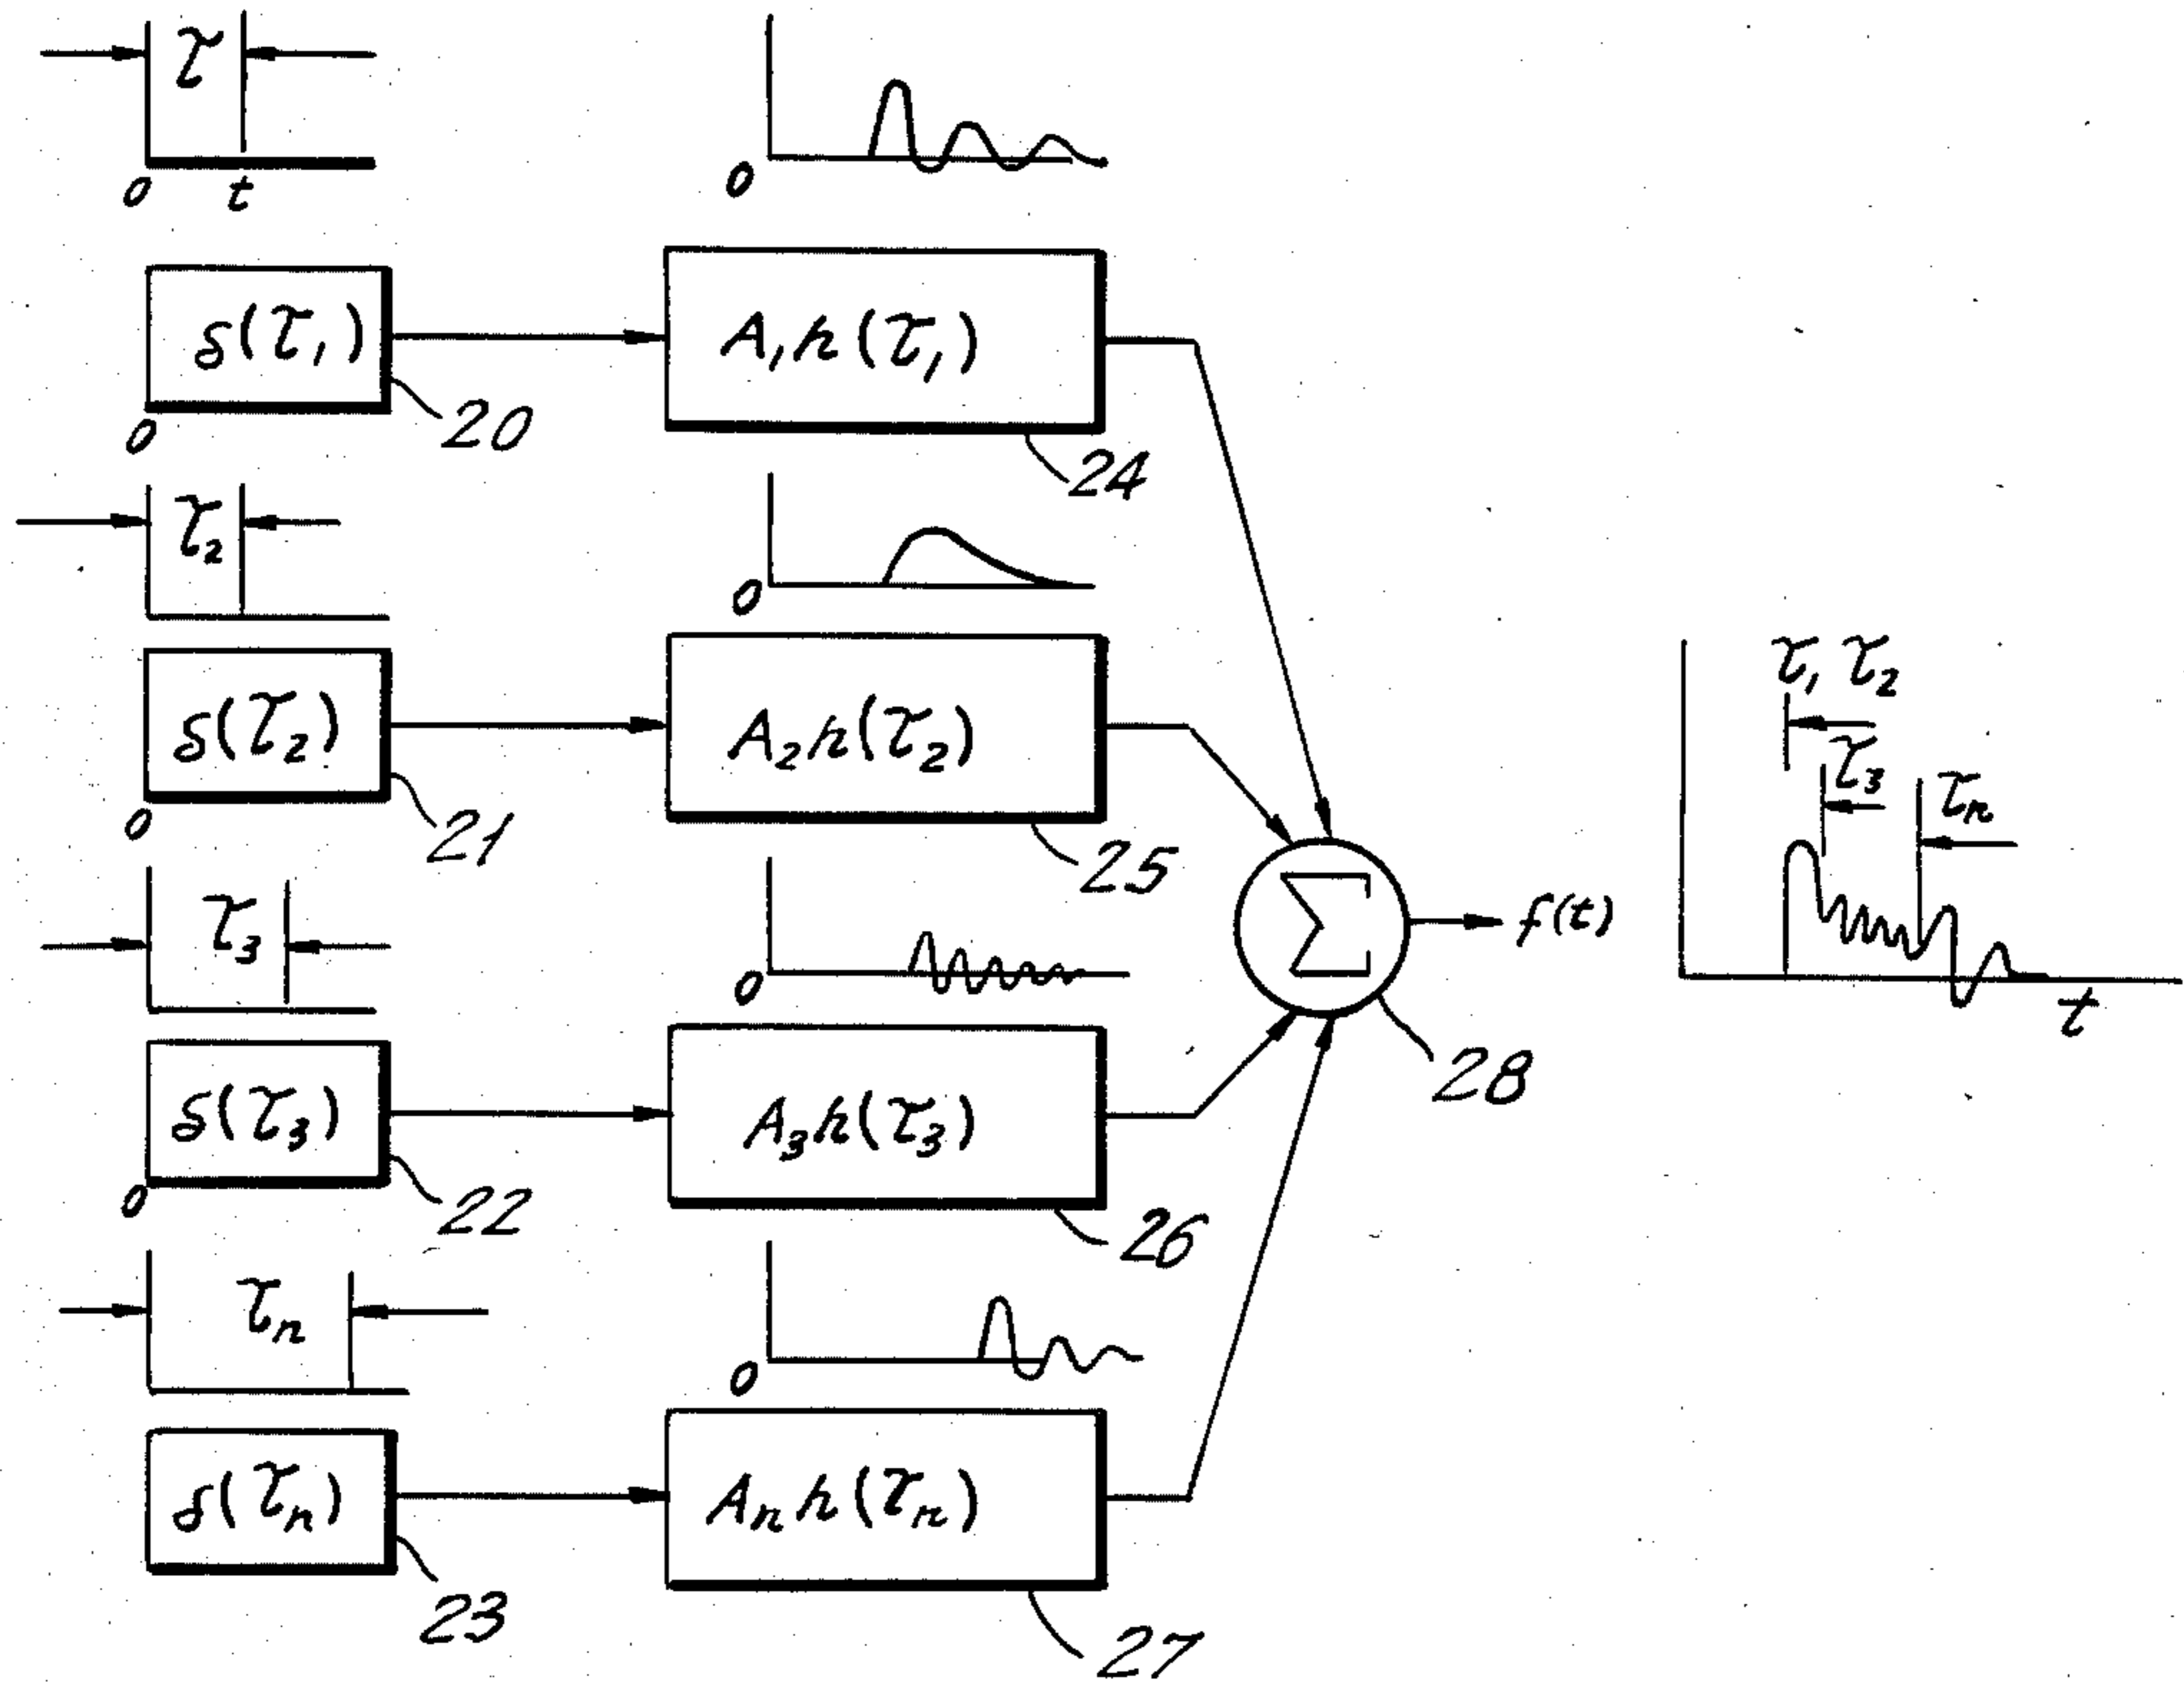 τ
0 t
0
δ(τ1)
A1h(τ1)
0
20
24
τ2
0
τ1 τ2
δ(τ2)
A2h(τ2)
τ3
τn
0
21
25
τ3
Σ
f(t)
0
t
δ(τ3)
A3h(τ3)
28
0
22
26
τn
0
δ(τn)
Anh(τn)
23
27